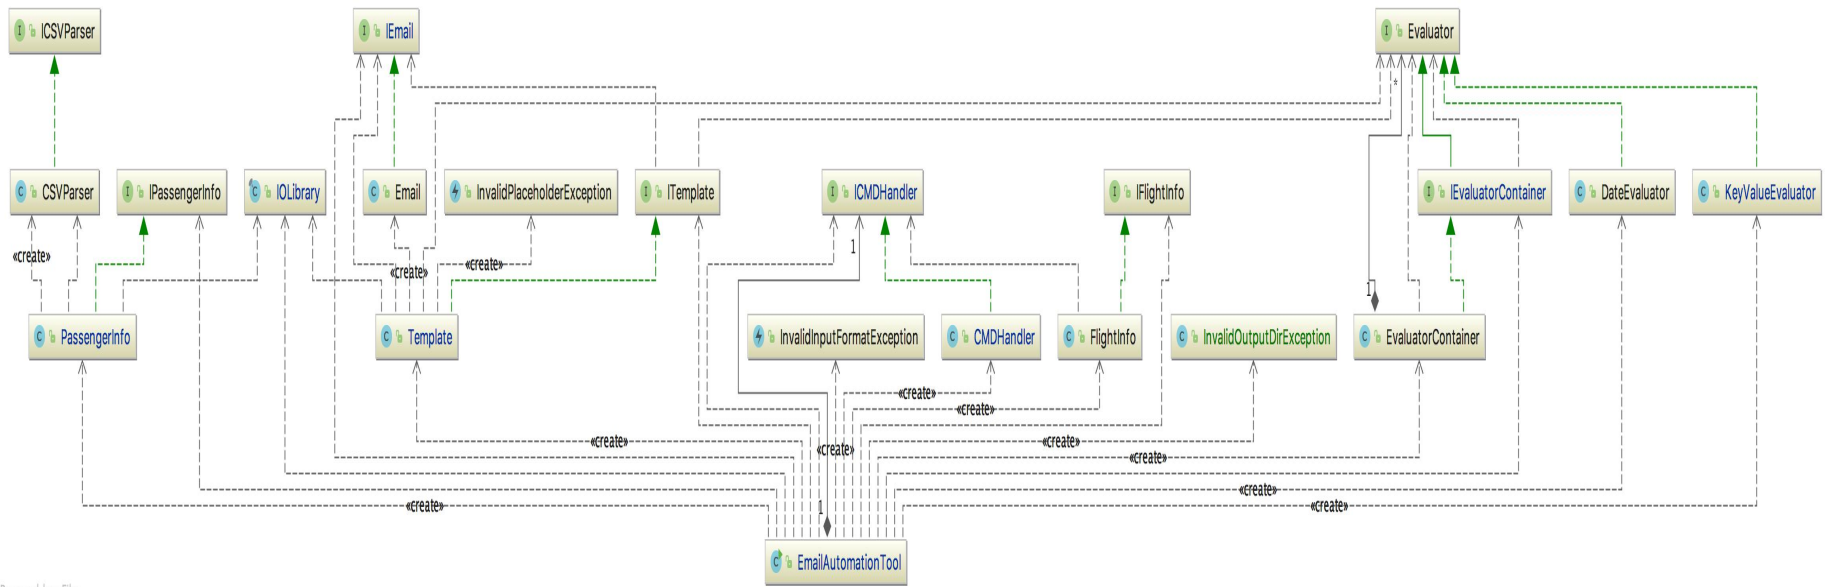 ICSVParser
IEmail
Evaluator
*
CSVParser
IPassengerInfo
IOLibrary
Email
InvalidPlaceholderException
ITemplate
ICMDHandler
IFlightInfo
IEvaluatorContainer
DateEvaluator
KeyValueEvaluator
«create»
«create»
«create»
1
1
PassengerInfo
Template
InvalidInputFormatException
CMDHandler
FlightInfo
InvalidOutputDirException
EvaluatorContainer
«create»
«create»
«create»
«create»
«create»
«create»
«create»
«create»
«create»
1
EmailAutomationTool